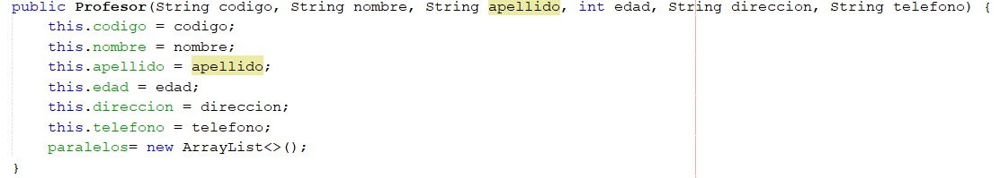 public Profesor(String codigo, String nombre, String apellido, int edad, String direccion, String telefono) {
this.codigo = codigo;
this.nombre = nombre;
this.apellido = apellido;
this.edad = edad;
this.direccion = direccion;
this.telefono = telefono;
paralelos= new ArrayList<>();
}